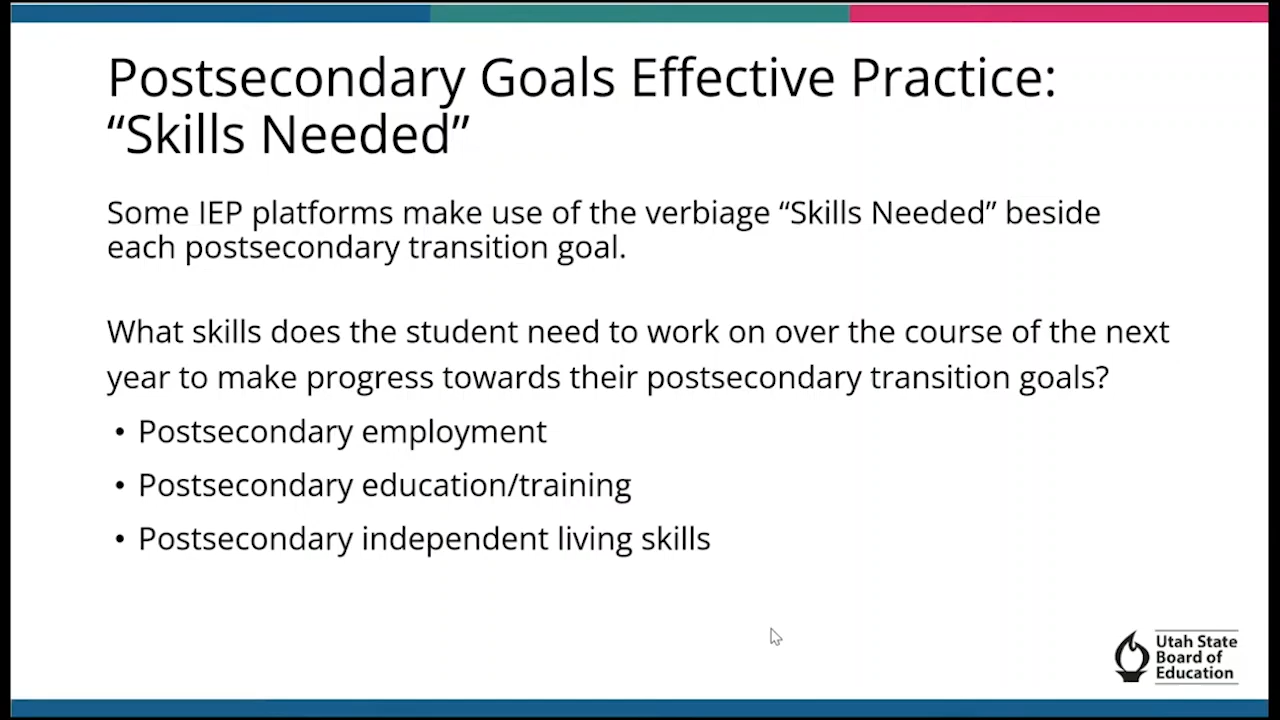 Postsecondary Goals Effective Practice:
“Skills Needed”
Some IEP platforms make use of the verbiage “Skills Needed” beside
each postsecondary transition goal.
What skills does the student need to work on over the course of the next
year to make progress towards their postsecondary transition goals?
• Postsecondary employment
• Postsecondary education/training
• Postsecondary independent living skills
Utah State
Board of
Education